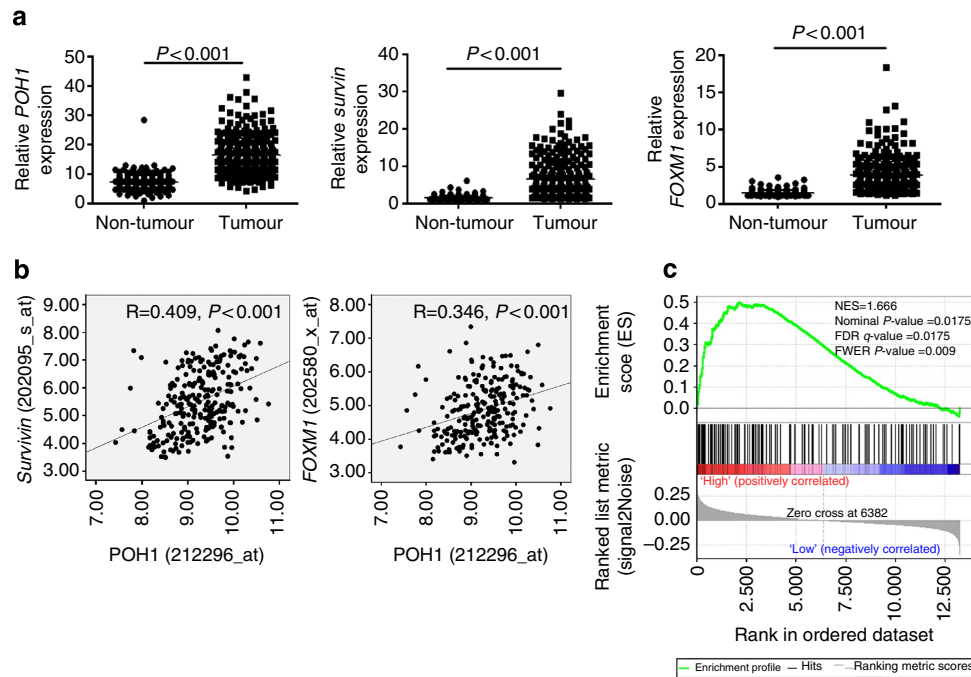 a
P<0.001
Relative POH1
expression
50
40
30
20
10
0
Non-tumour
Tumour
P<0.001
Relative survin
expression
40
30
20
10
0
Non-tumour
Tumour
P<0.001
Relative
FOXM1 expression
20
15
10
5
0
Non-tumour
Tumour
b
R=0.409, P<0.001
Survivin (202095_s_at)
9.00
8.00
7.00
6.00
5.00
4.00
3.00
7.00
8.00
9.00
10.00
11.00
POH1 (212296_at)
R=0.346, P<0.001
FOXM1 (202580_x_at)
8.00
7.00
6.00
5.00
4.00
3.00
7.00
8.00
9.00
10.00
11.00
POH1 (212296_at)
c
Enrichment
scoe (ES)
0.5
0.4
0.3
0.2
0.1
0.0
NES=1.666
Nominal P-value =0.0175
FDR q-value =0.0175
FWER P-value =0.009
'High' (positively correlated)
Ranked list metric
(signal2Noise)
0.25
0.00
−0.25
Zero cross at 6382
'Low' (negatively correlated)
0
2.500
5.000
7.500
10.000
12.500
Rank in ordered dataset
Enrichment profile
Hits
Ranking metric scores